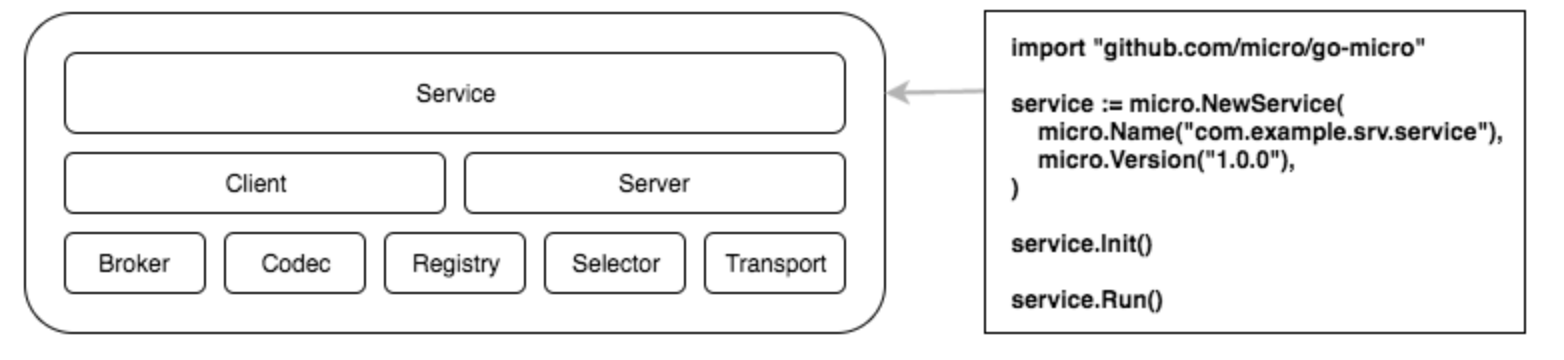 Service
Client
Server
Broker
Codec
Registry
Selector
Transport
import "github.com/micro/go-micro"
service := micro.NewService(
micro.Name("com.example.srv.service"),
micro.Version("1.0.0"),
)
service.Init()
service.Run()